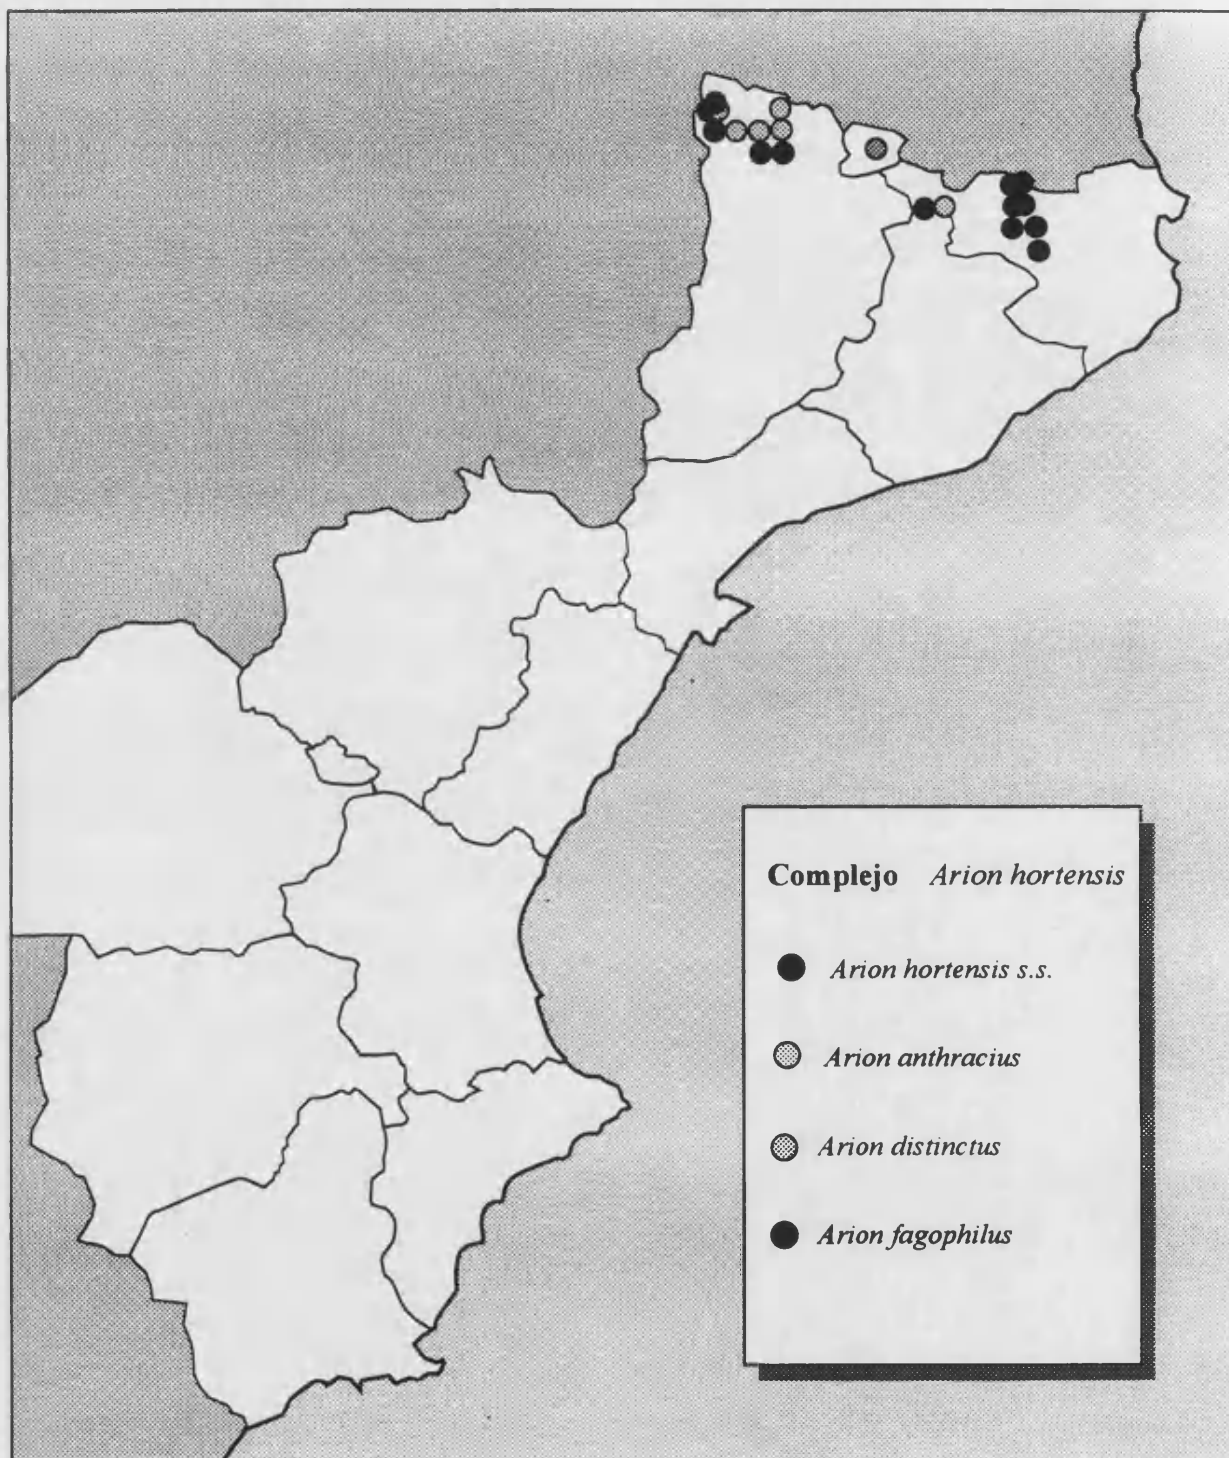 Complejo Arion hortensis
Arion hortensis s.s.
Arion anthracius
Arion distinctus
Arion fagophilus